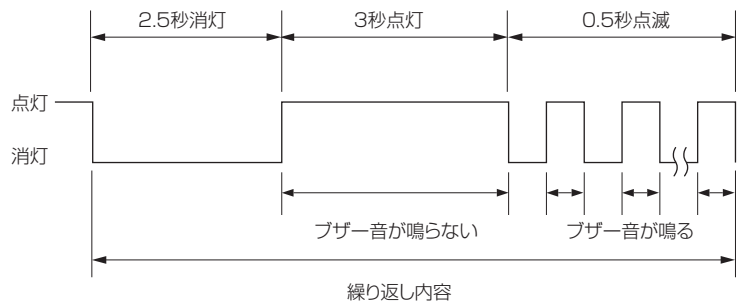 2.5秒消灯
3秒点灯
0.5秒点滅
点灯
消灯
ブザー音が鳴らない
ブザー音が鳴る
繰り返し内容